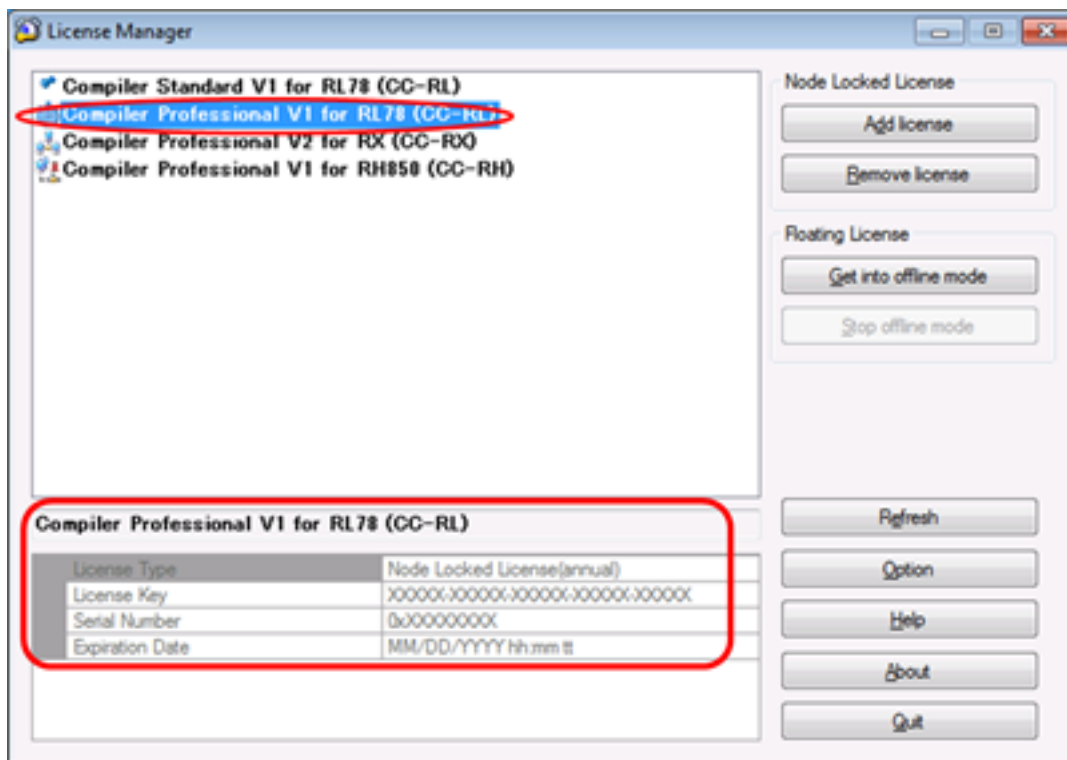 License Manager
Compiler Standard V1 for RL78 (CC-RL)
Compiler Professional V1 for RL78 (CC-RL)
Compiler Professional V2 for RX (CC-RX)
Compiler Professional V1 for RH850 (CC-RH)
Node Locked License
Add license
Remove license
Floating License
Get into offline mode
Stop offline mode
Compiler Professional V1 for RL78 (CC-RL)
License Type Node Locked License(annual)
License Key XXXXX-XXXXX-XXXXX-XXXXX-XXXXX
Serial Number 0xXXXXXXXX
Expiration Date MM/DD/YYYY hh:mm tt
Refresh
Option
Help
About
Quit